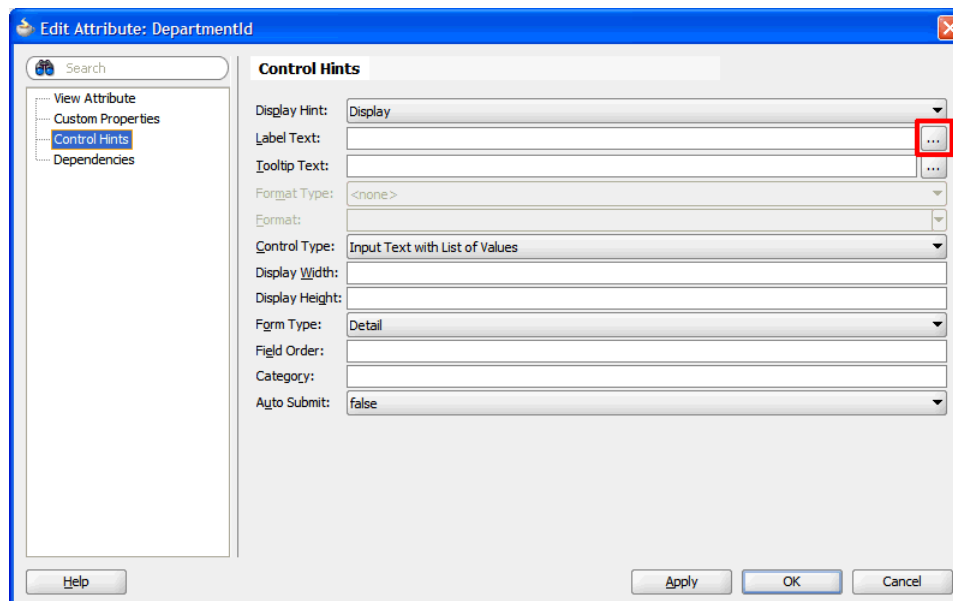 Edit Attribute: DepartmentId
Search
View Attribute
Custom Properties
Control Hints
Dependencies
Control Hints
Display Hint: Display
Label Text: ...
Tooltip Text: ...
Format Type: <none>
Format:
Control Type: Input Text with List of Values
Display Width:
Display Height:
Form Type: Detail
Field Order:
Category:
Auto Submit: false
Help Apply OK Cancel